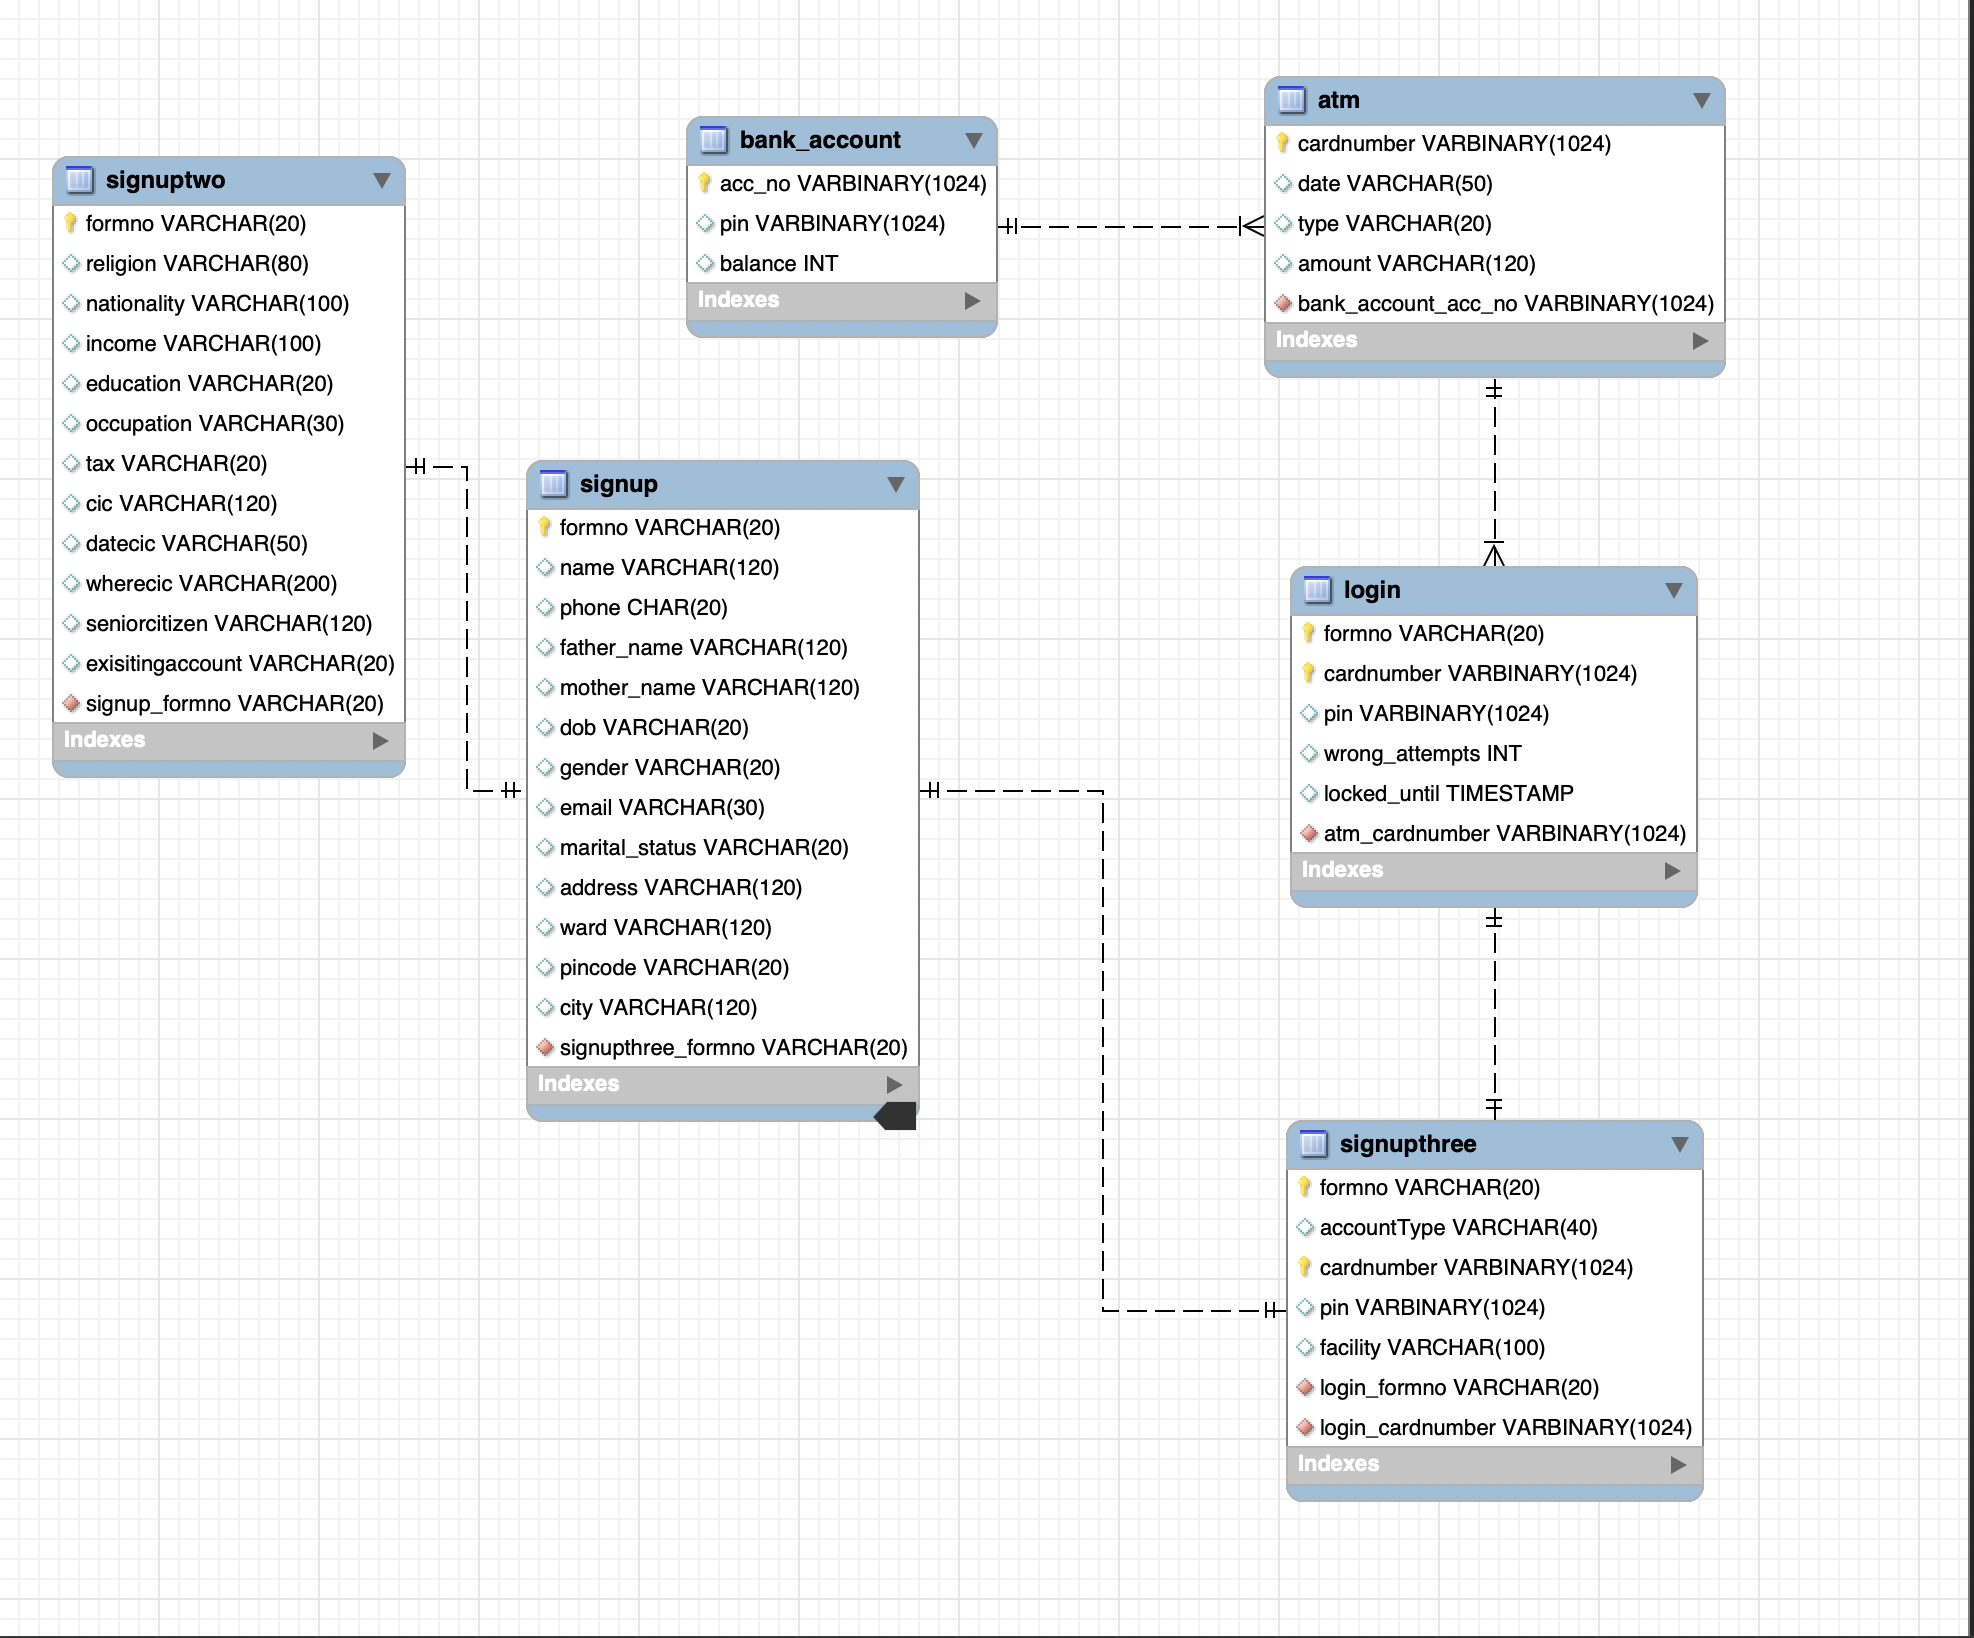 signuptwo
formno VARCHAR(20)
religion VARCHAR(80)
nationality VARCHAR(100)
income VARCHAR(100)
education VARCHAR(20)
occupation VARCHAR(30)
tax VARCHAR(20)
cic VARCHAR(120)
datecic VARCHAR(50)
wherecic VARCHAR(200)
seniorcitizen VARCHAR(120)
exisitingaccount VARCHAR(20)
signup_formno VARCHAR(20)
Indexes
bank_account
acc_no VARBINARY(1024)
pin VARBINARY(1024)
balance INT
Indexes
atm
cardnumber VARBINARY(1024)
date VARCHAR(50)
type VARCHAR(20)
amount VARCHAR(120)
bank_account_acc_no VARBINARY(1024)
Indexes
signup
formno VARCHAR(20)
name VARCHAR(120)
phone CHAR(20)
father_name VARCHAR(120)
mother_name VARCHAR(120)
dob VARCHAR(20)
gender VARCHAR(20)
email VARCHAR(30)
marital_status VARCHAR(20)
address VARCHAR(120)
ward VARCHAR(120)
pincode VARCHAR(20)
city VARCHAR(120)
signupthree_formno VARCHAR(20)
Indexes
login
formno VARCHAR(20)
cardnumber VARBINARY(1024)
pin VARBINARY(1024)
wrong_attempts INT
locked_until TIMESTAMP
atm_cardnumber VARBINARY(1024)
Indexes
signupthree
formno VARCHAR(20)
accountType VARCHAR(40)
cardnumber VARBINARY(1024)
pin VARBINARY(1024)
facility VARCHAR(100)
login_formno VARCHAR(20)
login_cardnumber VARBINARY(1024)
Indexes